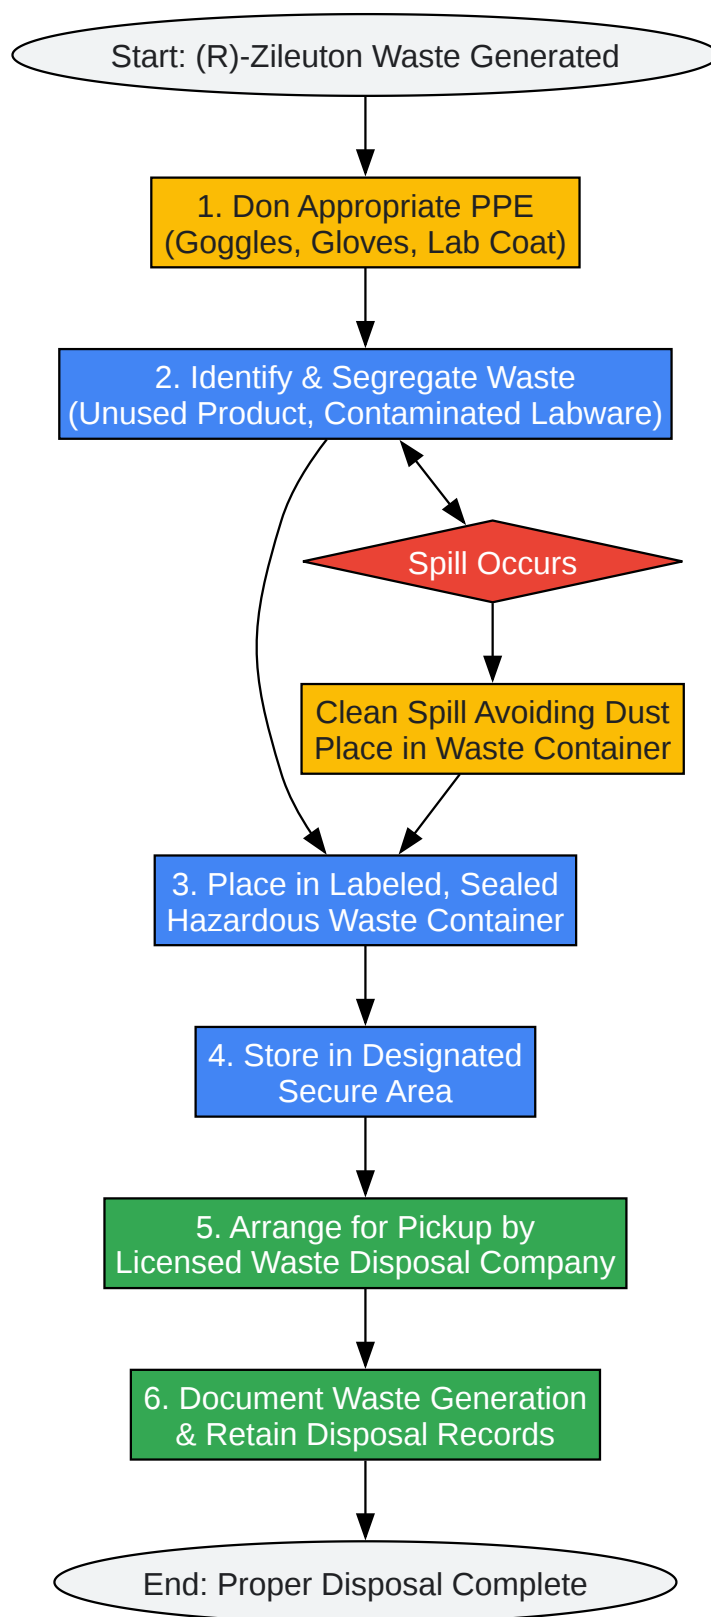 Start: (R)-Zileuton Waste Generated
1. Don Appropriate PPE
(Goggles, Gloves, Lab Coat)
2. Identify & Segregate Waste
(Unused Product, Contaminated Labware)
Spill Occurs
Clean Spill Avoiding Dust
Place in Waste Container
3. Place in Labeled, Sealed
Hazardous Waste Container
4. Store in Designated
Secure Area
5. Arrange for Pickup by
Licensed Waste Disposal Company
6. Document Waste Generation
& Retain Disposal Records
End: Proper Disposal Complete